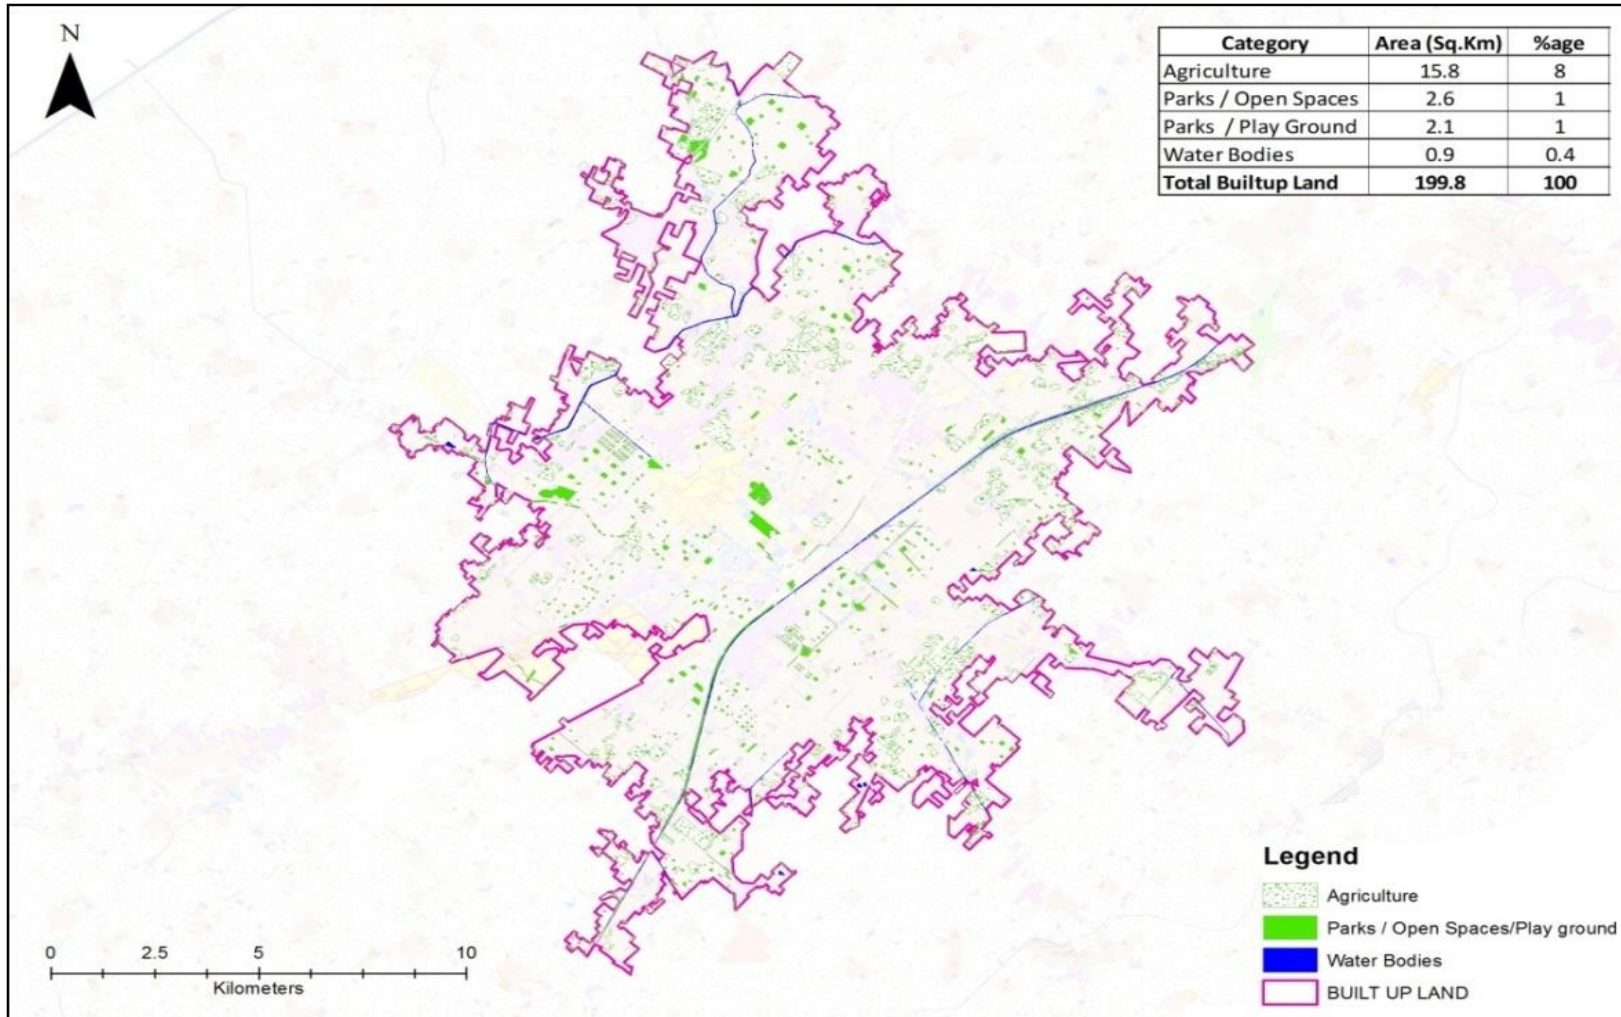 N
Category Area (Sq.Km) %age
Agriculture 15.8 8
Parks / Open Spaces 2.6 1
Parks / Play Ground 2.1 1
Water Bodies 0.9 0.4
Total Builtup Land 199.8 100
Legend
Agriculture
Parks / Open Spaces/Play ground
Water Bodies
BUILT UP LAND
0 2.5 5 10
Kilometers